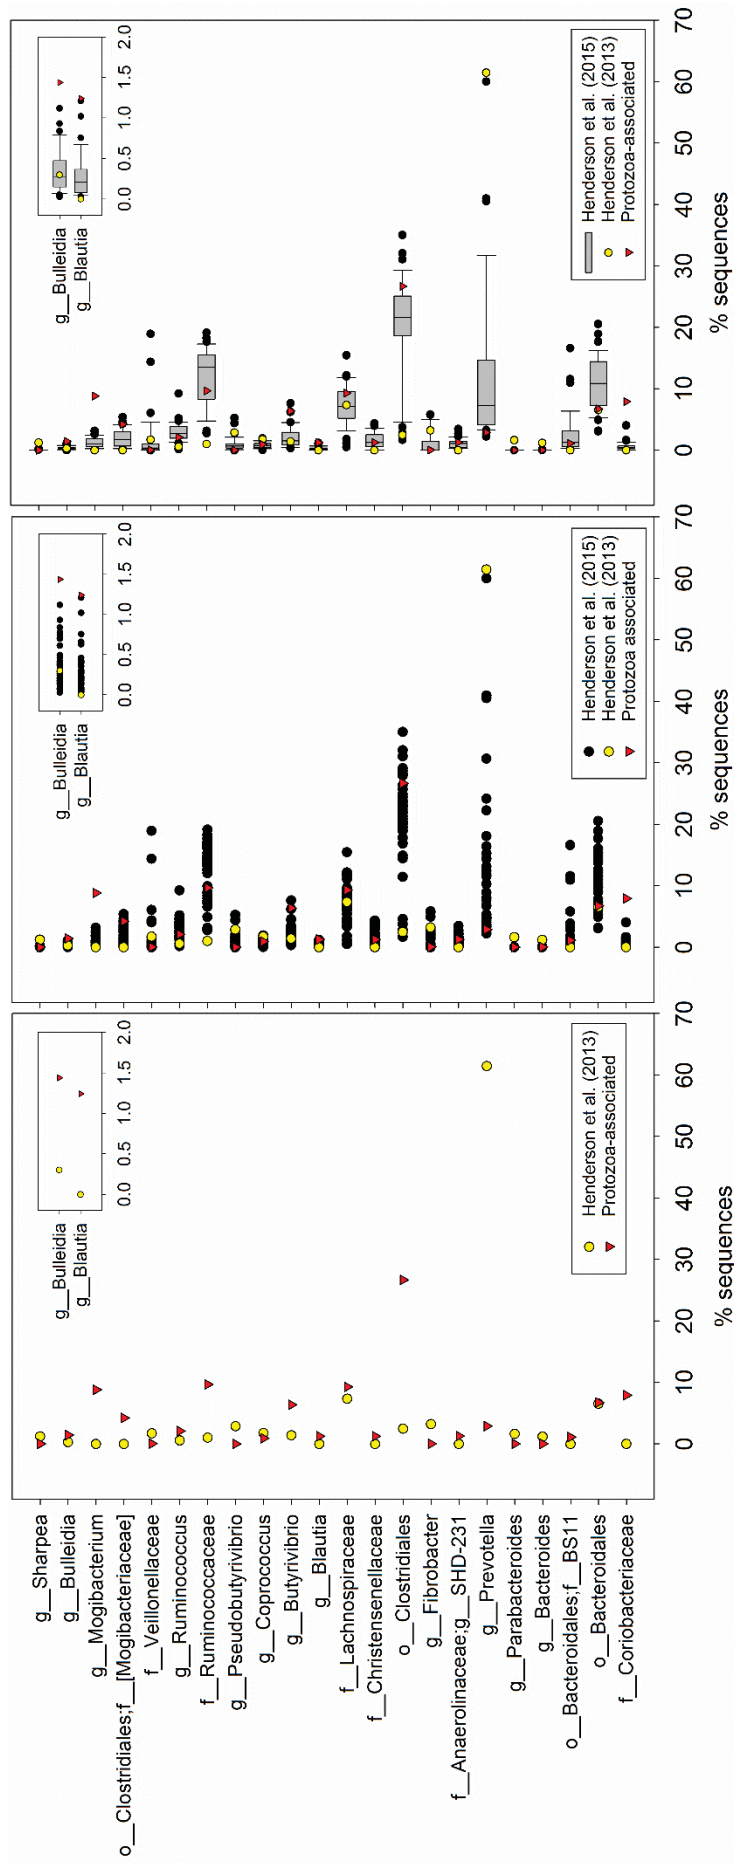 g__Sharpea
g__Bulleidia
g__Mogibacterium
o__Clostridiales;f__[Mogibacteriaceae]
f__Veillonellaceae
g__Ruminococcus
f__Ruminococcaceae
g__Pseudobutyrivibrio
g__Coprococcus
g__Butyrivibrio
g__Blautia
f__Lachnospiraceae
f__Christensenellaceae
o__Clostridiales
g__Fibrobacter
f__Anaerolinaceae;g__SHD-231
g__Prevotella
g__Parabacteroides
g__Bacteroides
o__Bacteroidales;f__BS11
o__Bacteroidales
f__Coriobacteriaceae
g__Bulleidia
g__Blautia
0.0 0.5 1.0 1.5 2.0
Henderson et al. (2013)
Protozoa-associated
0 10 20 30 40 50 60 70
% sequences
g__Bulleidia
g__Blautia
0.0 0.5 1.0 1.5 2.0
Henderson et al. (2015)
Henderson et al. (2013)
Protozoa associated
0 10 20 30 40 50 60 70
% sequences
g__Bulleidia
g__Blautia
0.0 0.5 1.0 1.5 2.0
Henderson et al. (2015)
Henderson et al. (2013)
Protozoa-associated
0 10 20 30 40 50 60 70
% sequences